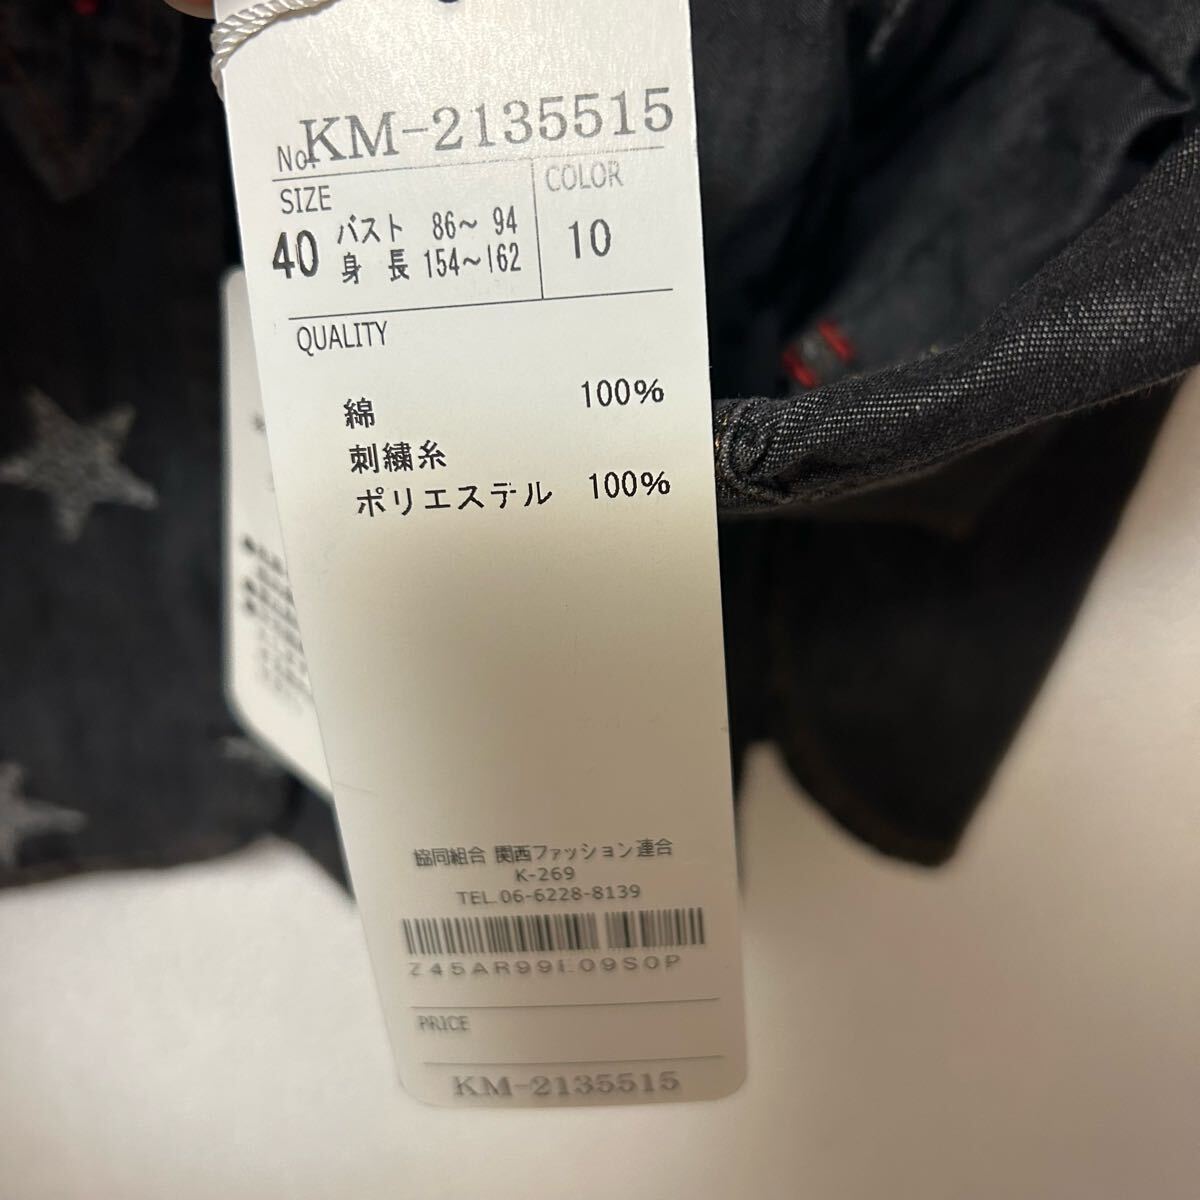 No. KM-2135515
SIZE
COLOR
40 バスト 86~ 94
身 長 154~162
10
QUALITY
綿 100%
刺繍糸
ポリエステル 100%
協同組合 関西ファッション連合
K-269
TEL.06-6228-8139
Z45AR99E09S0P
PRICE
KM-2135515